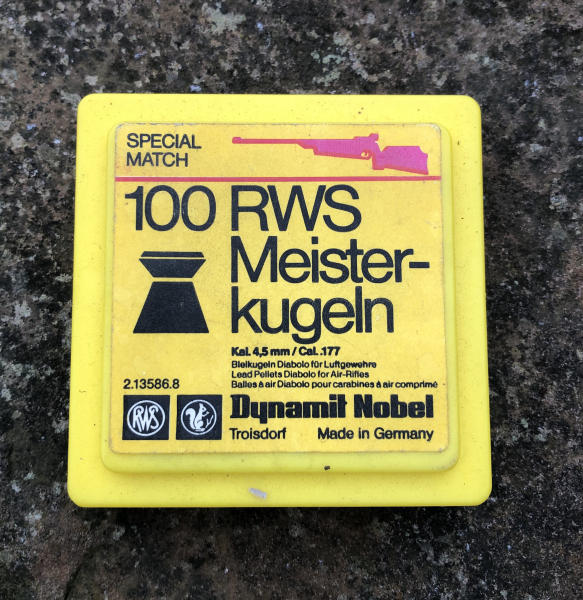 SPECIAL
MATCH
100 RWS
Meister-
kugeln
Kal. 4,5 mm / Cal. .177
Bleikugeln Diabolo für Luftgewehre
Lead Pellets Diabolo for Air-Rifles
Balles à air Diabolo pour carabines à air comprimé
2.13586.8
RWS
Dynamit Nobel
Troisdorf Made in Germany